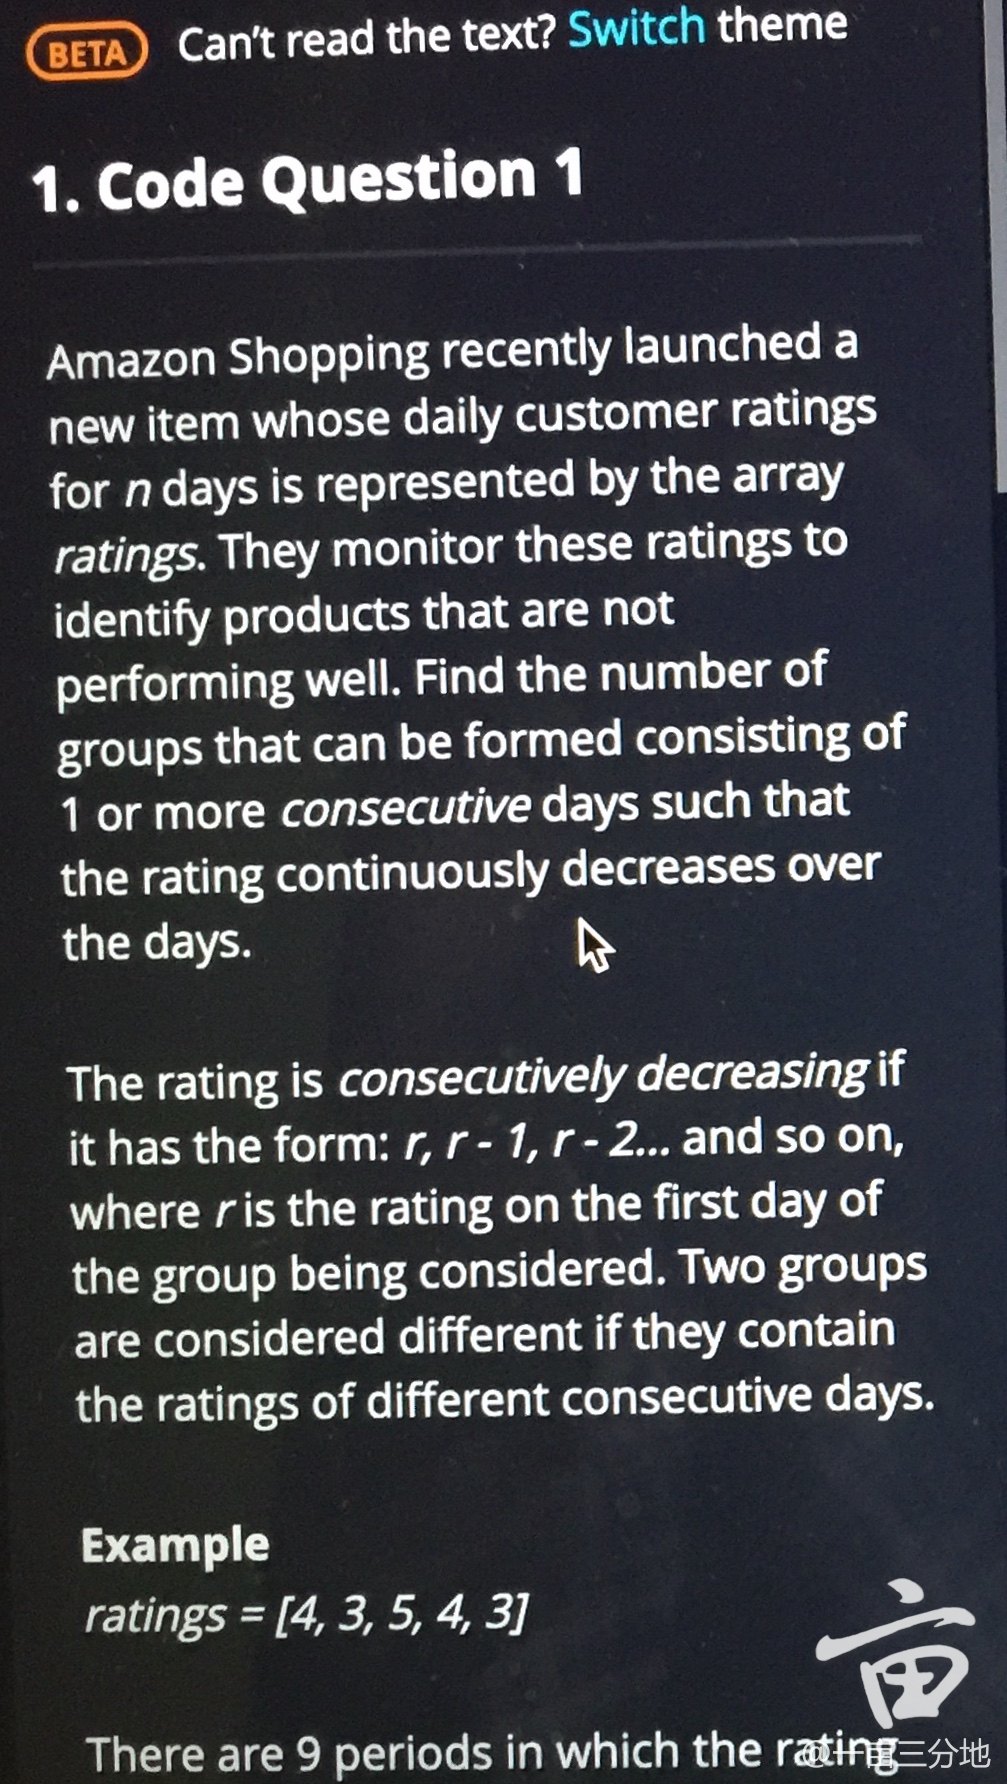 BETA Can't read the text? Switch theme
1. Code Question 1
Amazon Shopping recently launched a
new item whose daily customer ratings
for n days is represented by the array
ratings. They monitor these ratings to
identify products that are not
performing well. Find the number of
groups that can be formed consisting of
1 or more consecutive days such that
the rating continuously decreases over
the days.
The rating is consecutively decreasing if
it has the form: r, r - 1, r - 2... and so on,
where r is the rating on the first day of
the group being considered. Two groups
are considered different if they contain
the ratings of different consecutive days.
Example
ratings = [4, 3, 5, 4, 3]
亩
There are 9 periods in which the rating
@一亩三分地